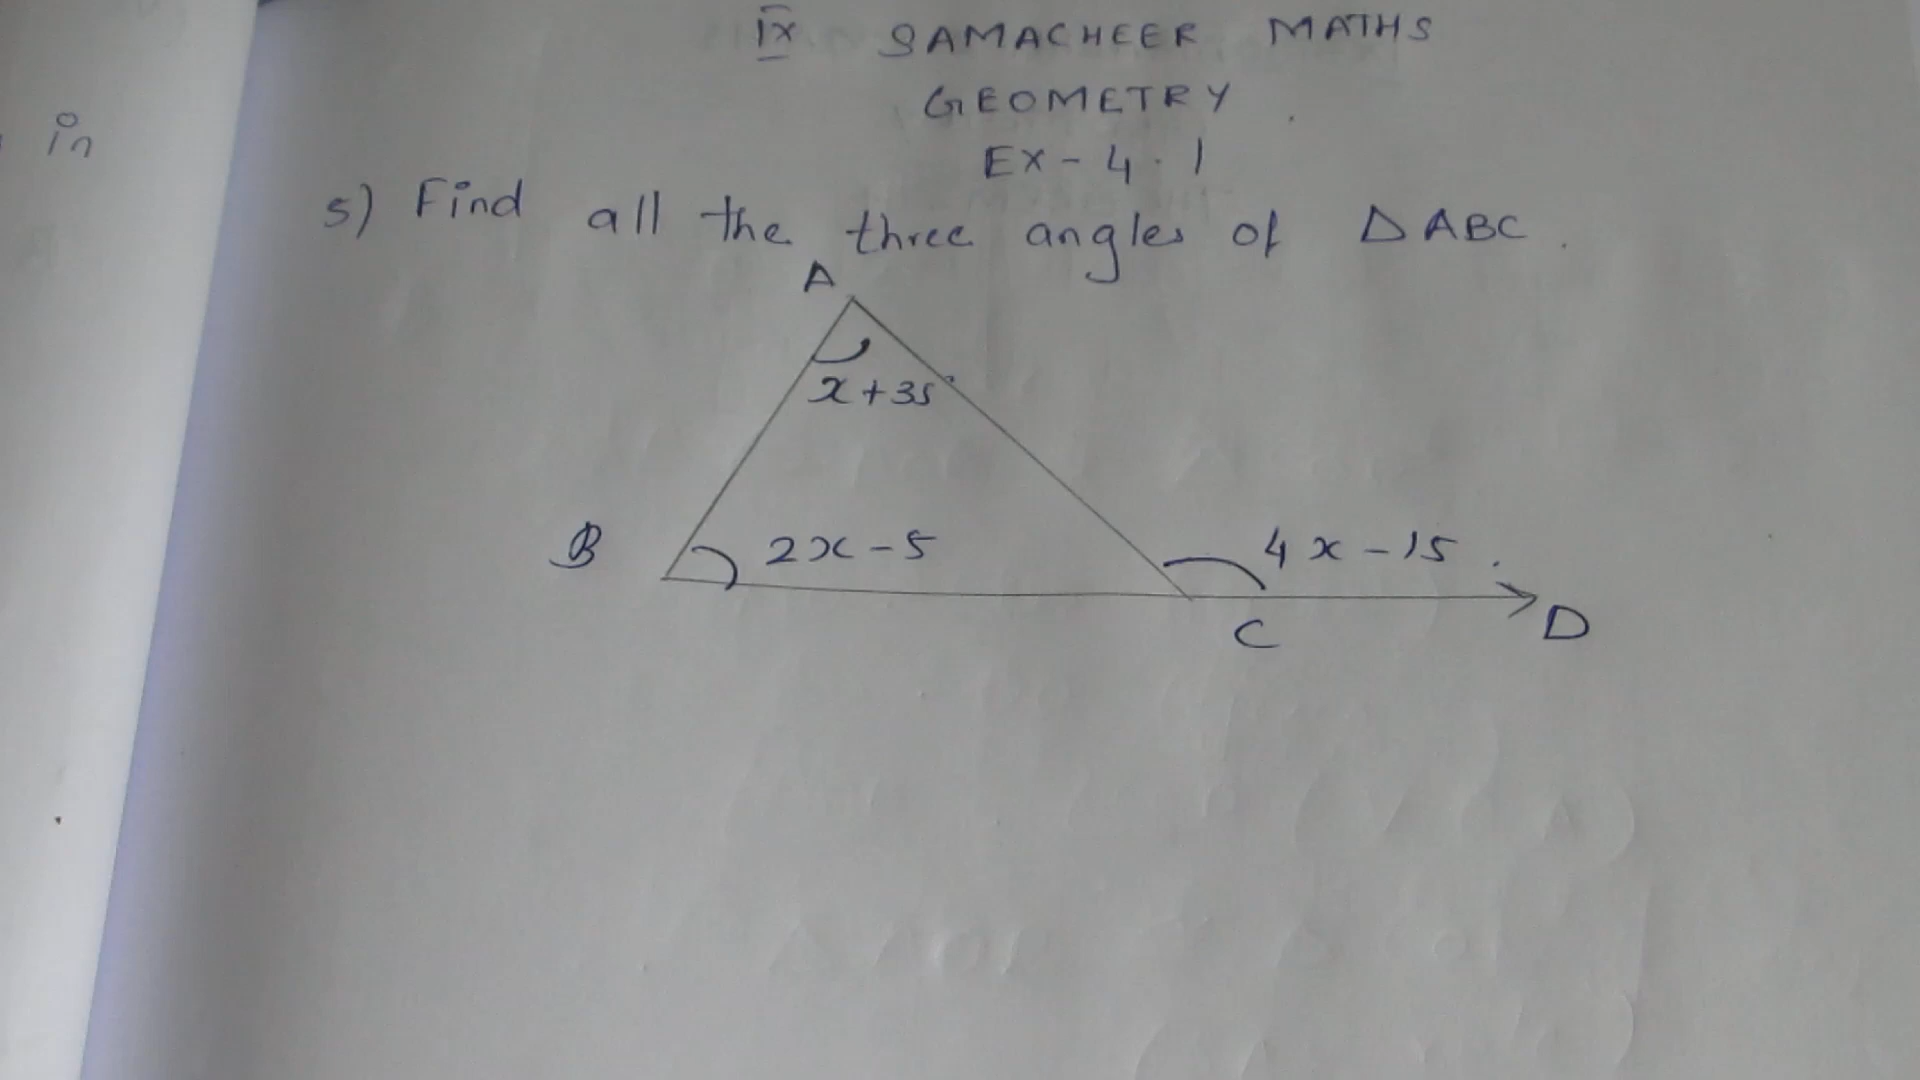 IX SAMACHEER MATHS
GEOMETRY
EX - 4.1
in
5) Find all the three angles of Δ ABC.
A
x+35°
B 2x-5 4x-15
C D